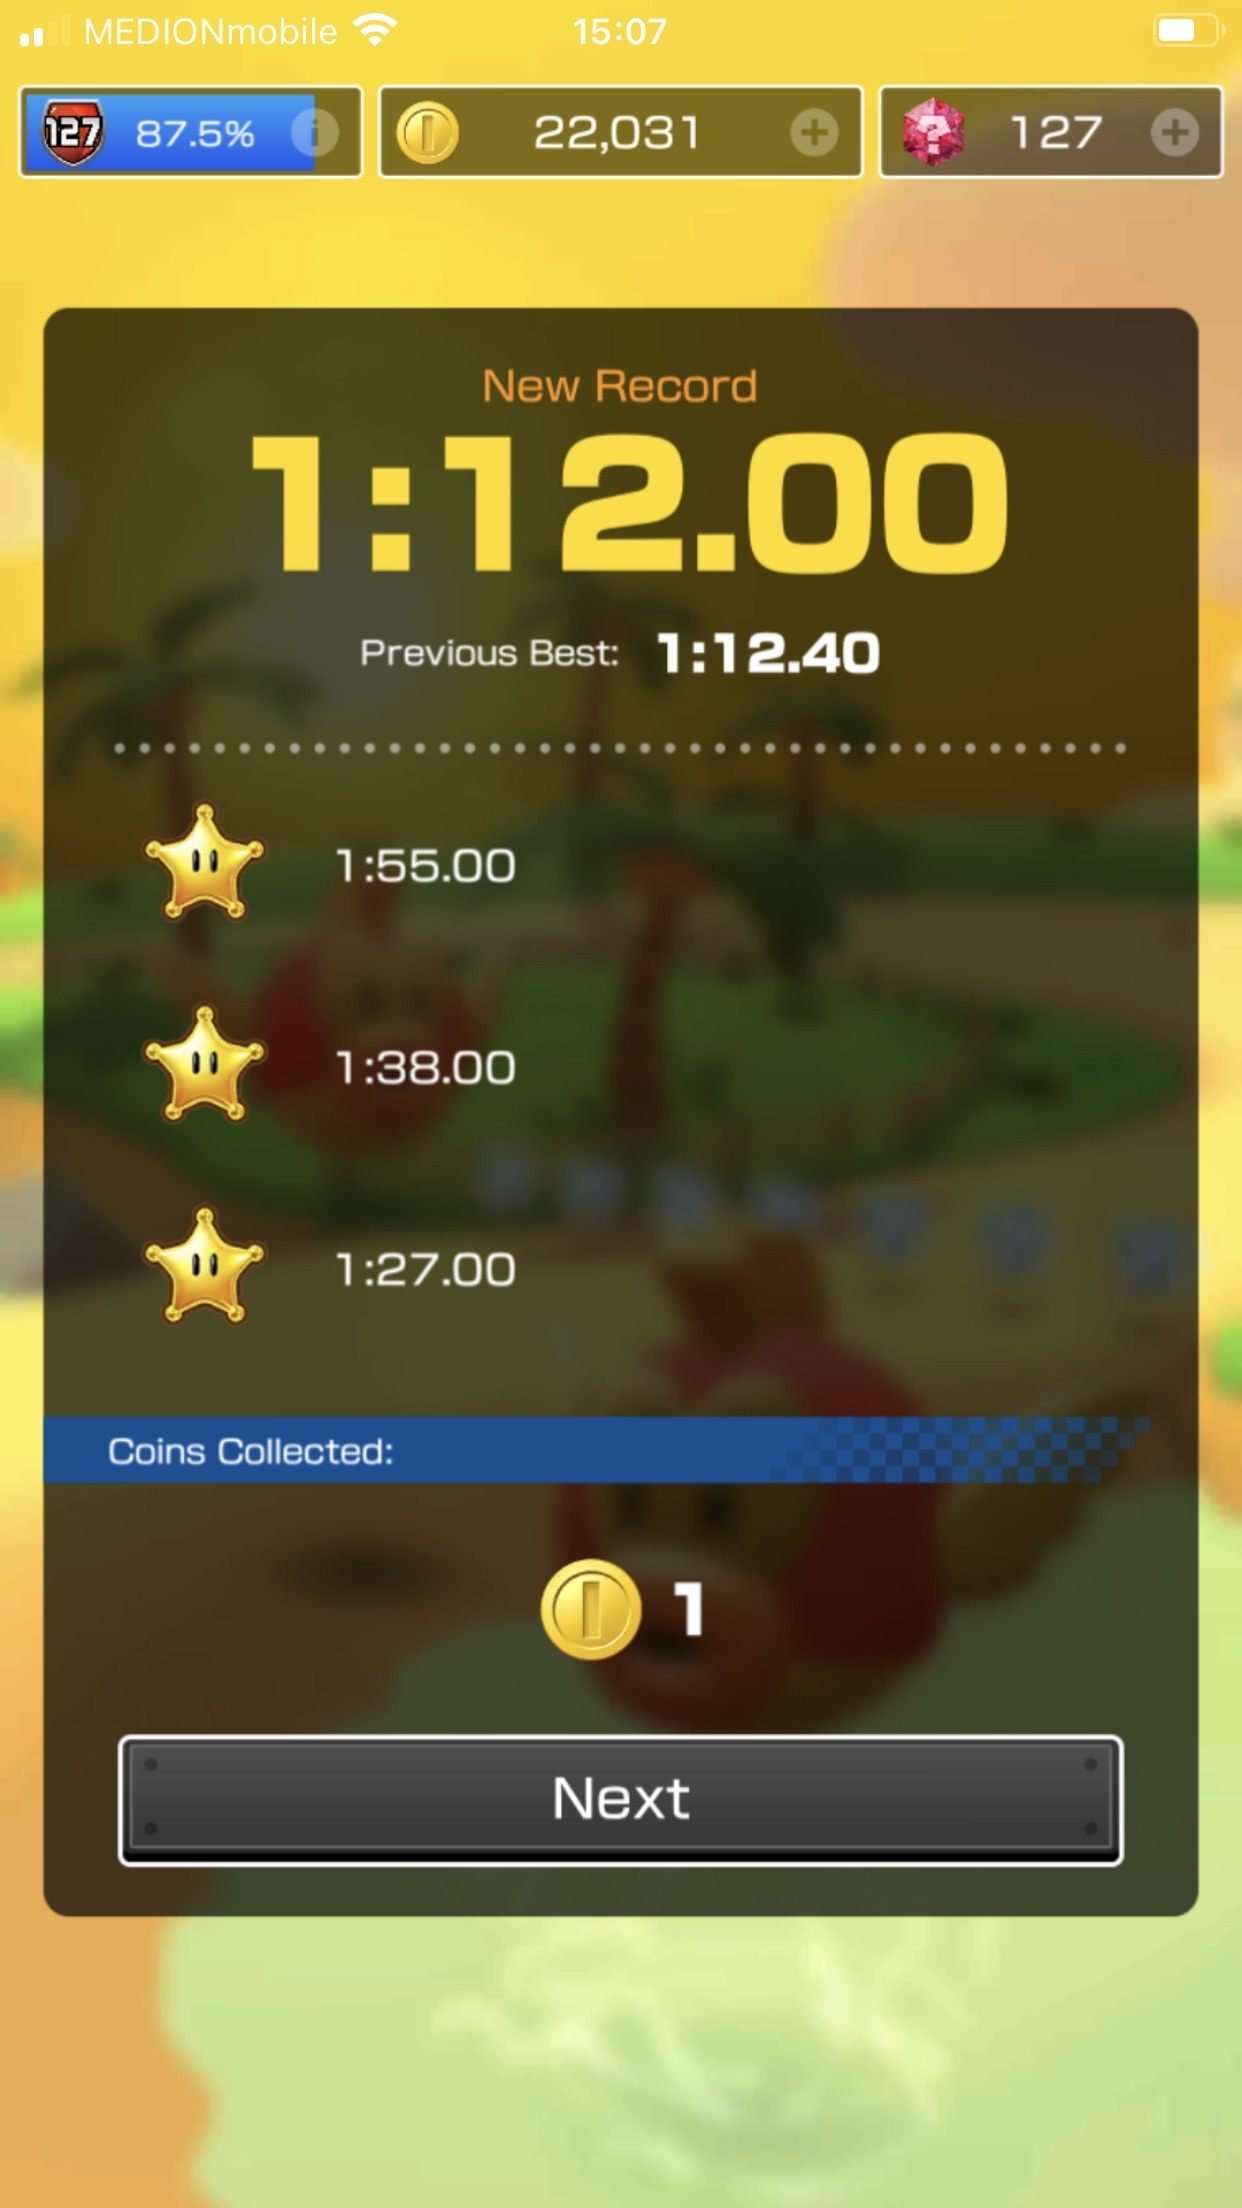 MEDIONmobile 15:07
127 87.5% i 22,031 + ? 127 +
New Record
1:12.00
Previous Best: 1:12.40
1:55.00
1:38.00
1:27.00
Coins Collected:
1
Next